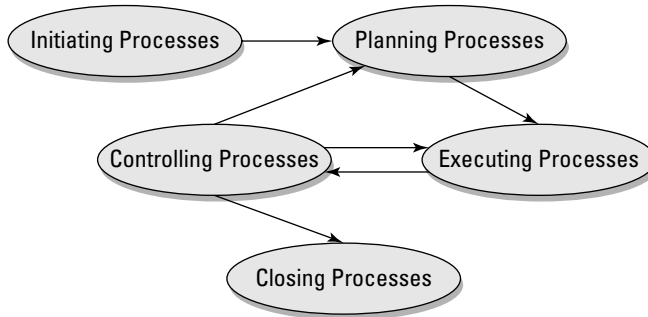 Initiating Processes
Planning Processes
Controlling Processes
Executing Processes
Closing Processes